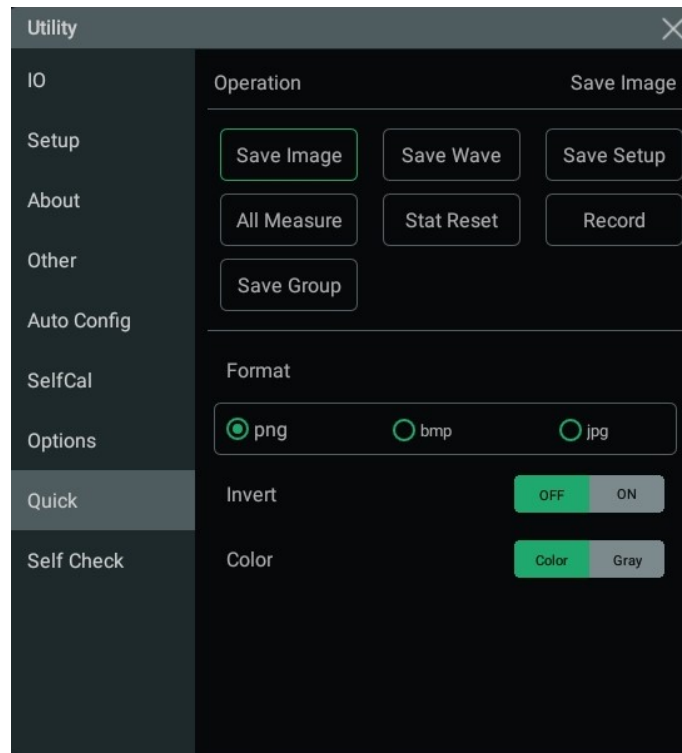 Utility
IO
Setup
About
Other
Auto Config
SelfCal
Options
Quick
Self Check
Operation Save Image
Save Image Save Wave Save Setup
All Measure Stat Reset Record
Save Group
Format
png bmp jpg
Invert OFF ON
Color Color Gray